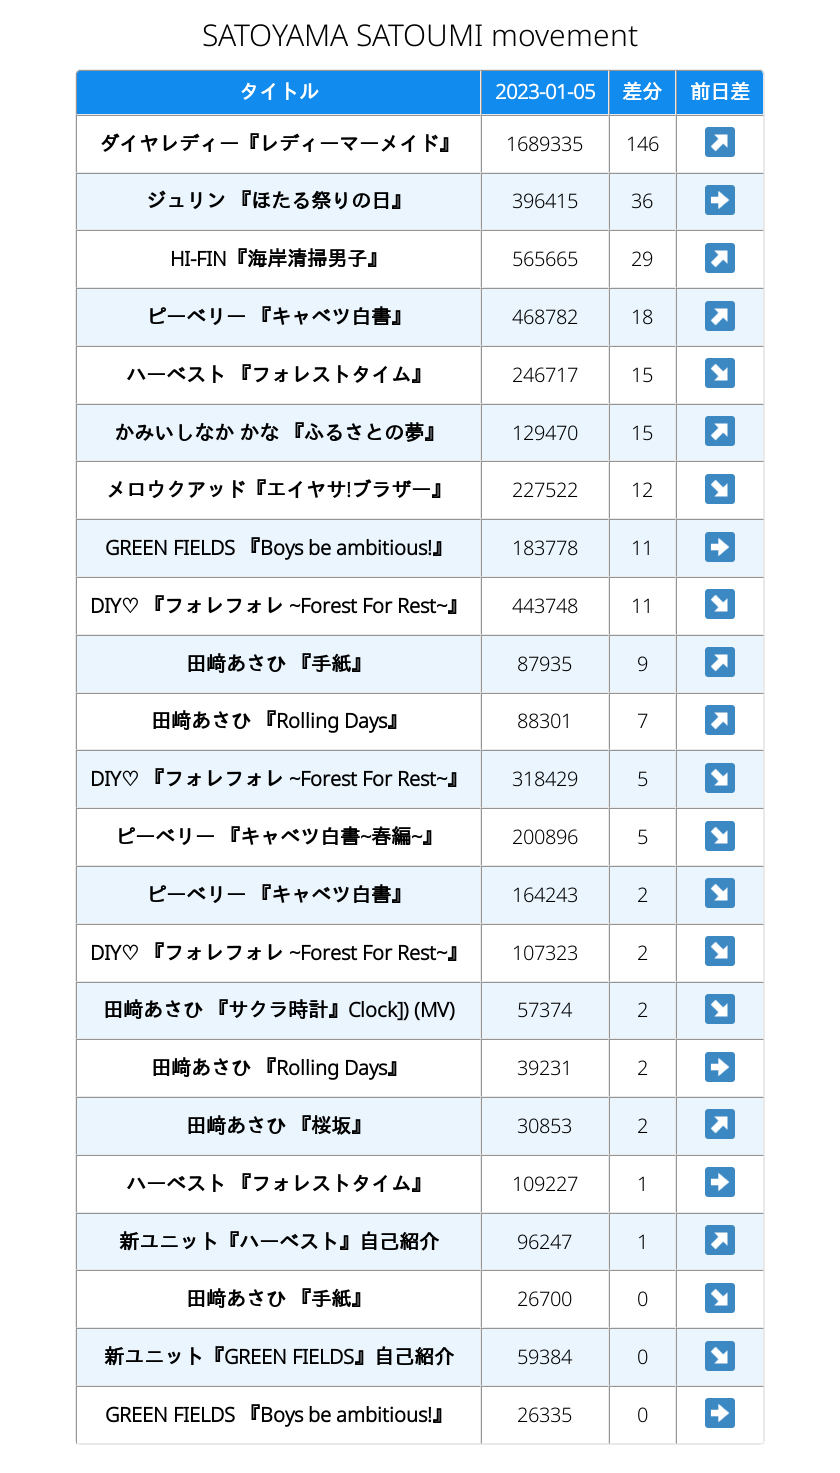 SATOYAMA SATOUMI movement
タイトル 2023-01-05 差分 前日差
ダイヤレディー『レディーマーメイド』 1689335 146 ↗
ジュリン 『ほたる祭りの日』 396415 36 ➡
HI-FIN『海岸清掃男子』 565665 29 ↗
ピーベリー 『キャベツ白書』 468782 18 ↗
ハーベスト 『フォレストタイム』 246717 15 ↘
かみいしなか かな 『ふるさとの夢』 129470 15 ↗
メロウクアッド『エイヤサ!ブラザー』 227522 12 ↘
GREEN FIELDS 『Boys be ambitious!』 183778 11 ➡
DIY♡ 『フォレフォレ ~Forest For Rest~』 443748 11 ↘
田﨑あさひ 『手紙』 87935 9 ↗
田﨑あさひ 『Rolling Days』 88301 7 ↗
DIY♡ 『フォレフォレ ~Forest For Rest~』 318429 5 ↘
ピーベリー 『キャベツ白書~春編~』 200896 5 ↘
ピーベリー 『キャベツ白書』 164243 2 ↘
DIY♡ 『フォレフォレ ~Forest For Rest~』 107323 2 ↘
田﨑あさひ 『サクラ時計』Clock]) (MV) 57374 2 ↘
田﨑あさひ 『Rolling Days』 39231 2 ➡
田﨑あさひ 『桜坂』 30853 2 ↗
ハーベスト 『フォレストタイム』 109227 1 ➡
新ユニット『ハーベスト』自己紹介 96247 1 ↗
田﨑あさひ 『手紙』 26700 0 ↘
新ユニット『GREEN FIELDS』自己紹介 59384 0 ↘
GREEN FIELDS 『Boys be ambitious!』 26335 0 ➡